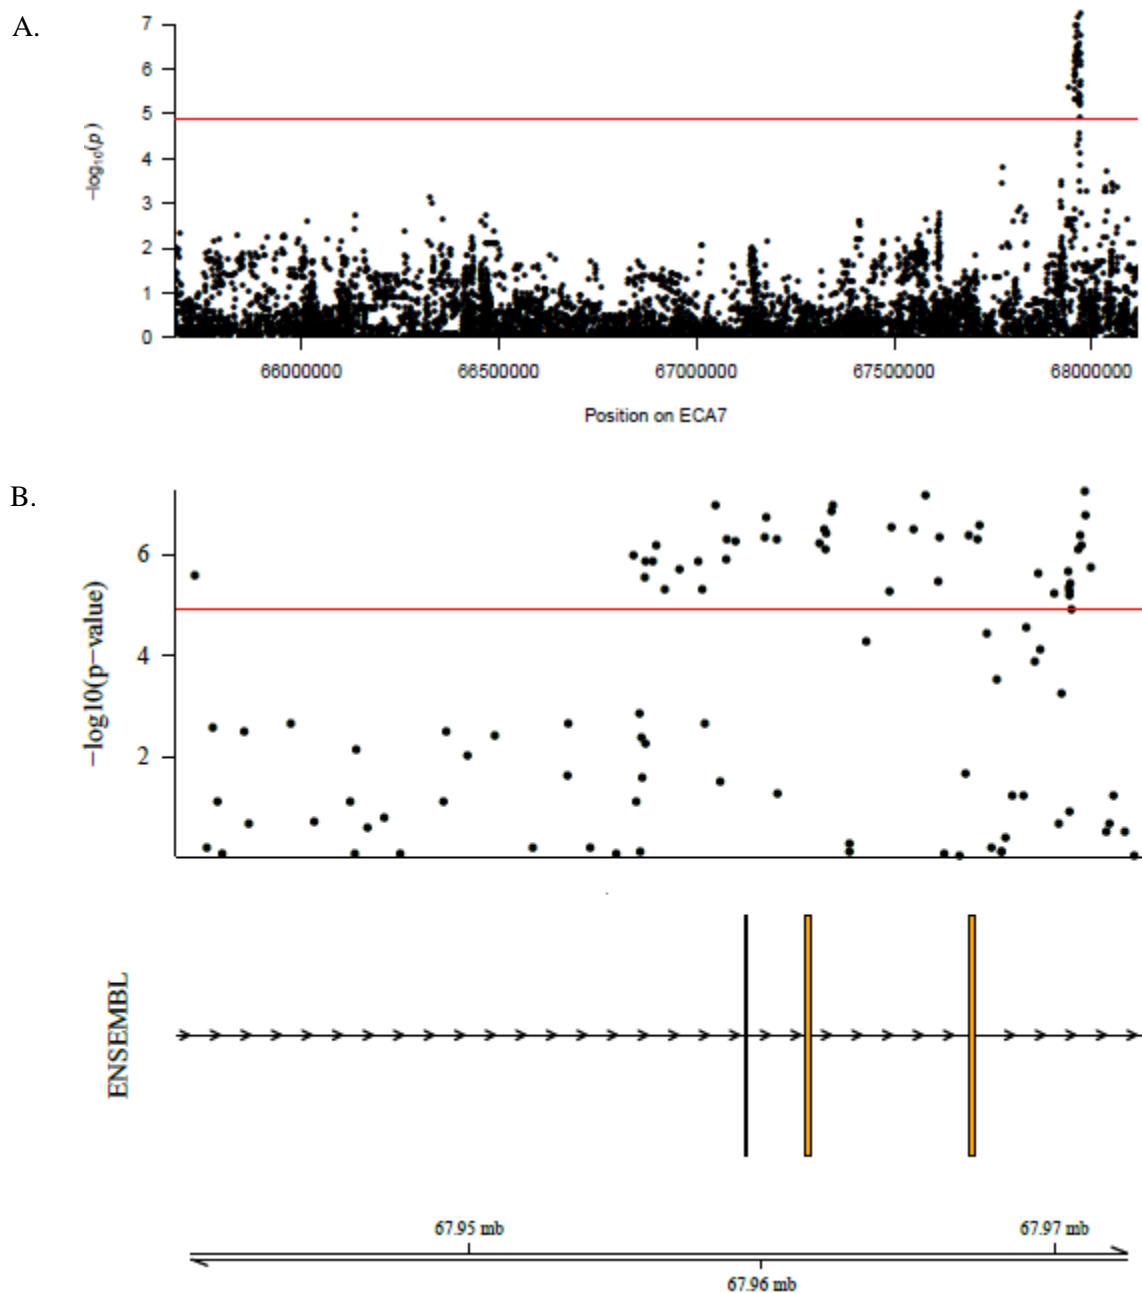 A.
7
6
5
4
3
2
1
0
−log₁₀(p)
66000000 66500000 67000000 67500000 68000000
Position on ECA7
B.
6
4
2
−log10(p−value)
ENSEMBL
67.95 mb 67.97 mb
67.96 mb